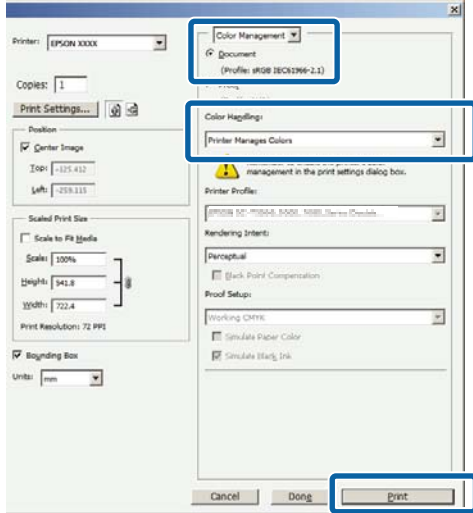 Printer: EPSON XXXX
Copies: 1
Print Settings...
Position
Center Image
Top: -125.412
Left: -259.115
Scaled Print Size
Scale to Fit Media
Scale: 100%
Height: 541.8
Width: 722.4
Print Resolution: 72 PPI
Bounding Box
Units: mm
Color Management
Document
(Profile: sRGB IEC61966-2.1)
Color Handling:
Printer Manages Colors
management in the print settings dialog box.
Printer Profile:
Rendering Intent:
Perceptual
Black Point Compensation
Proof Setup:
Working CMYK
Simulate Paper Color
Simulate Black Ink
Cancel
Done
Print